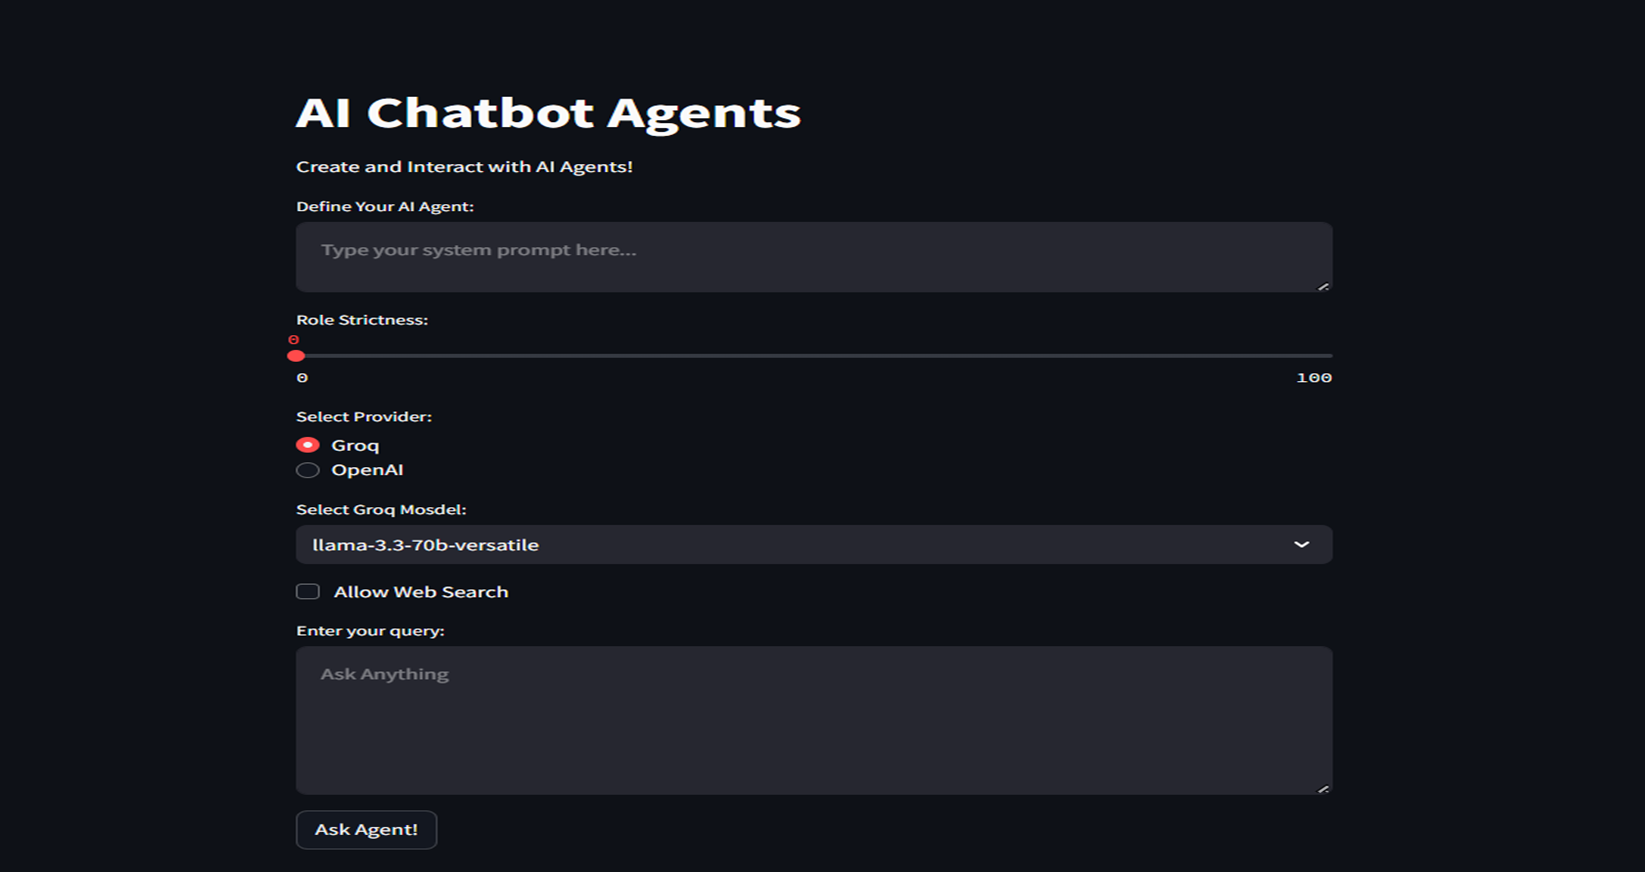 AI Chatbot Agents
Create and Interact with AI Agents!
Define Your AI Agent:
Type your system prompt here...
Role Strictness:
0
0 100
Select Provider:
Groq
OpenAI
Select Groq Mosdel:
llama-3.3-70b-versatile
Allow Web Search
Enter your query:
Ask Anything
Ask Agent!